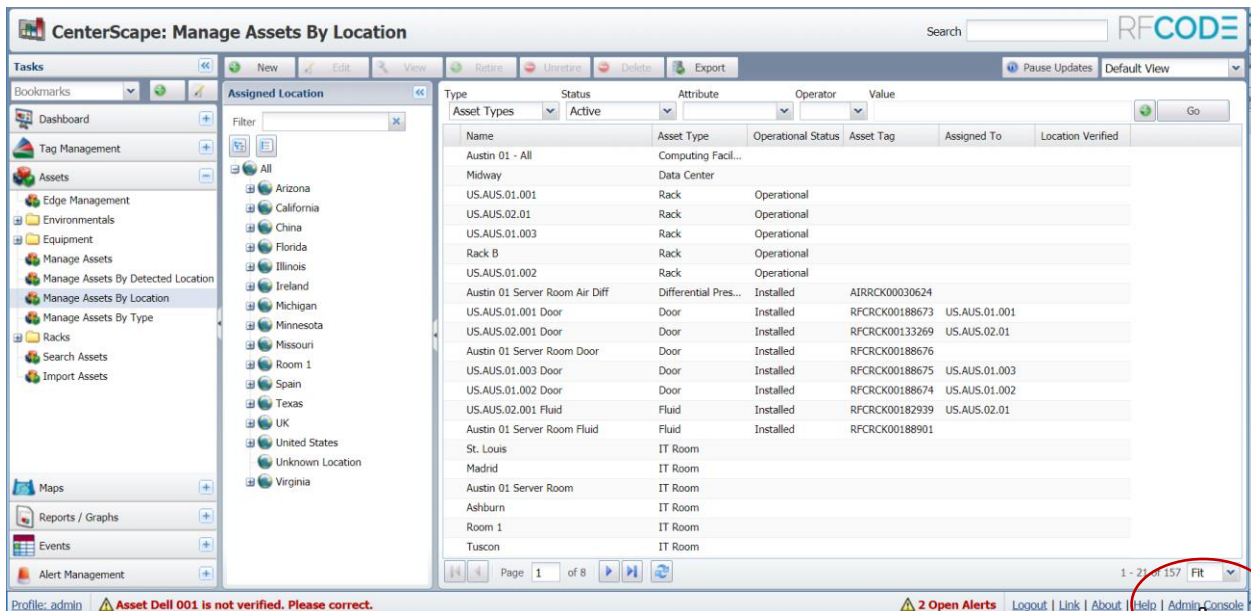 CenterScape: Manage Assets By Location
Search
RFCODE
Tasks
New Edit View Retire Unretire Delete Export Pause Updates Default View
Bookmarks
Dashboard
Tag Management
Assets
Edge Management
Environmentals
Equipment
Manage Assets
Manage Assets By Detected Location
Manage Assets By Location
Manage Assets By Type
Racks
Search Assets
Import Assets
Maps
Reports / Graphs
Events
Alert Management
Assigned Location
Filter
All
Arizona
California
China
Florida
Illinois
Ireland
Michigan
Minnesota
Missouri
Room 1
Spain
Texas
UK
United States
Unknown Location
Virginia
Type Status Attribute Operator Value
Asset Types Active Go
Name Asset Type Operational Status Asset Tag Assigned To Location Verified
Austin 01 - All Computing Facil...
Midway Data Center
US.AUS.01.001 Rack Operational
US.AUS.02.01 Rack Operational
US.AUS.01.003 Rack Operational
Rack B Rack Operational
US.AUS.01.002 Rack Operational
Austin 01 Server Room Air Diff Differential Pres... Installed AIRRCK00030624
US.AUS.01.001 Door Door Installed RFCRCK00188673 US.AUS.01.001
US.AUS.02.001 Door Door Installed RFCRCK00133269 US.AUS.02.01
Austin 01 Server Room Door Door Installed RFCRCK00188676
US.AUS.01.003 Door Door Installed RFCRCK00188675 US.AUS.01.003
US.AUS.01.002 Door Door Installed RFCRCK00188674 US.AUS.01.002
US.AUS.02.001 Fluid Fluid Installed RFCRCK00182939 US.AUS.02.01
Austin 01 Server Room Fluid Fluid Installed RFCRCK00188901
St. Louis IT Room
Madrid IT Room
Austin 01 Server Room IT Room
Ashburn IT Room
Room 1 IT Room
Tuscon IT Room
Page 1 of 8 1 - 21 of 157 Fit
Profile: admin Asset Dell 001 is not verified. Please correct. 2 Open Alerts Logout | Link | About | Help | Admin Console